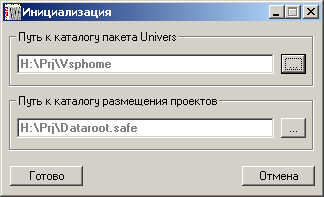 Инициализация
Путь к каталогу пакета Univers
H:\Prj\Vsphome
...
Путь к каталогу размещения проектов
H:\Prj\Dataroot.safe
...
Готово
Отмена